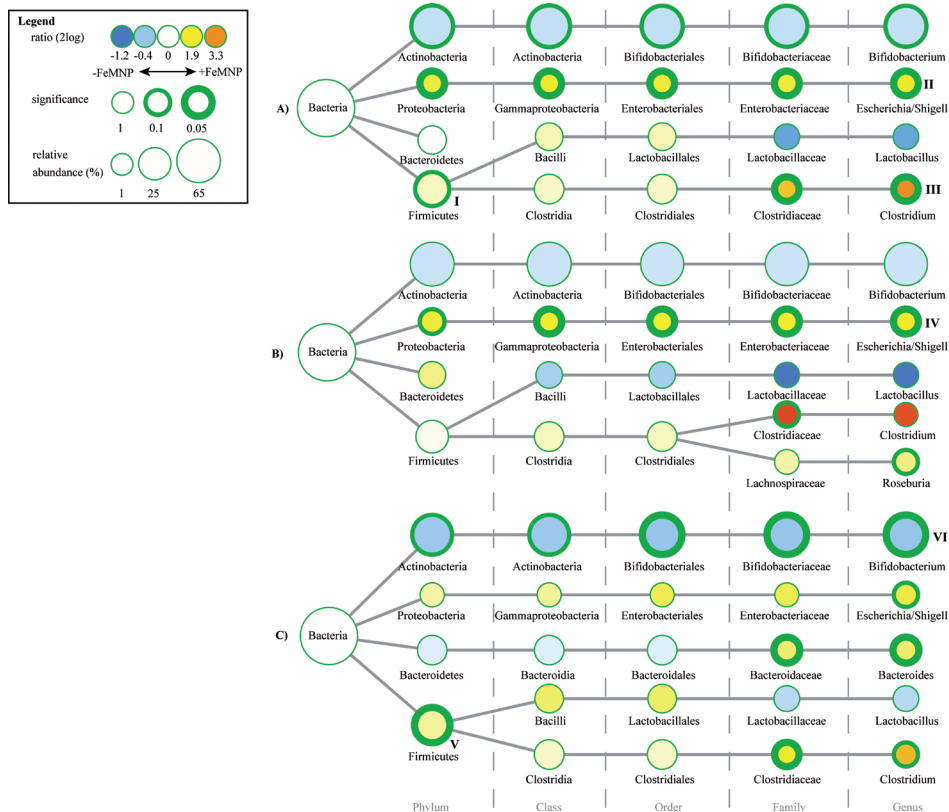 Legend
ratio (2log)
-1.2 -0.4 0 1.9 3.3
-FeMNP +FeMNP
significance
1 0.1 0.05
relative
abundance (%)
1 25 65
Actinobacteria Actinobacteria Bifidobacteriales Bifidobacteriaceae Bifidobacterium
II
A) Bacteria
Proteobacteria Gammaproteobacteria Enterobacteriales Enterobacteriaceae Escherichia/Shigell
Bacteroidetes Bacilli Lactobacillales Lactobacillaceae Lactobacillus
I III
Firmicutes Clostridia Clostridiales Clostridiaceae Clostridium
Actinobacteria Actinobacteria Bifidobacteriales Bifidobacteriaceae Bifidobacterium
IV
Proteobacteria Gammaproteobacteria Enterobacteriales Enterobacteriaceae Escherichia/Shigell
B) Bacteria
Bacteroidetes Bacilli Lactobacillales Lactobacillaceae Lactobacillus
Clostridiaceae Clostridium
Firmicutes Clostridia Clostridiales
Lachnospiraceae Roseburia
VI
Actinobacteria Actinobacteria Bifidobacteriales Bifidobacteriaceae Bifidobacterium
Proteobacteria Gammaproteobacteria Enterobacteriales Enterobacteriaceae Escherichia/Shigell
C) Bacteria
Bacteroidetes Bacteroidia Bacteroidales Bacteroidaceae Bacteroides
Bacilli Lactobacillales Lactobacillaceae Lactobacillus
V
Firmicutes
Clostridia Clostridiales Clostridiaceae Clostridium
Phylum Class Order Family Genus